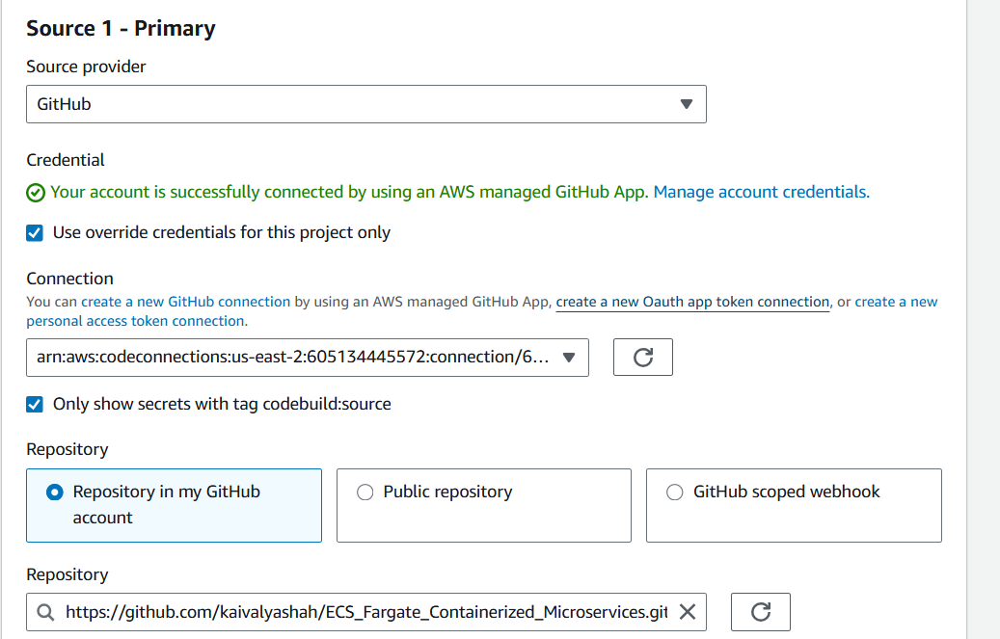 Source 1 - Primary
Source provider
GitHub
Credential
Your account is successfully connected by using an AWS managed GitHub App. Manage account credentials.
Use override credentials for this project only
Connection
You can create a new GitHub connection by using an AWS managed GitHub App, create a new Oauth app token connection, or create a new
personal access token connection.
arn:aws:codeconnections:us-east-2:605134445572:connection/6...
Only show secrets with tag codebuild:source
Repository
Repository in my GitHub
account
Public repository
GitHub scoped webhook
Repository
https://github.com/kaivalyashah/ECS_Fargate_Containerized_Microservices.git